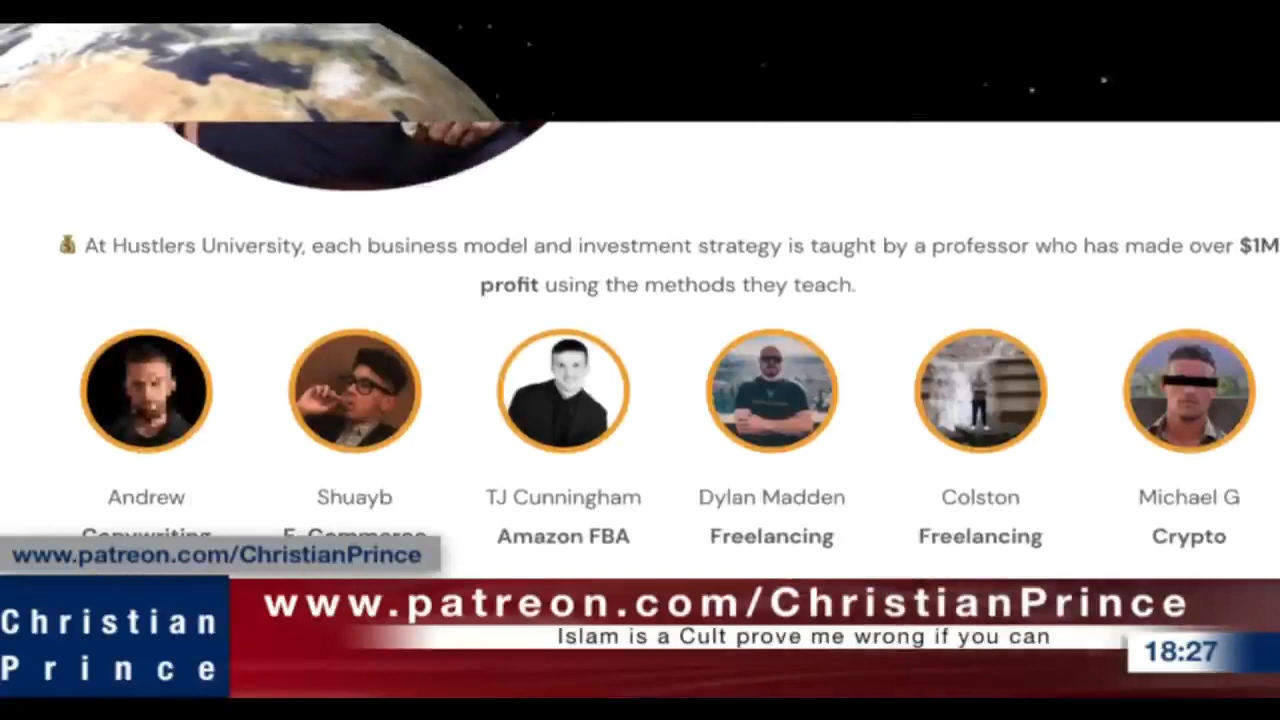 At Hustlers University, each business model and investment strategy is taught by a professor who has made over $1M
profit using the methods they teach.
Andrew
Shuayb
TJ Cunningham
Dylan Madden
Colston
Michael G
Copywriting
E-Commerce
Amazon FBA
Freelancing
Freelancing
Crypto
www.patreon.com/ChristianPrince
Christian
Prince
www.patreon.com/ChristianPrince
Islam is a Cult prove me wrong if you can
18:27